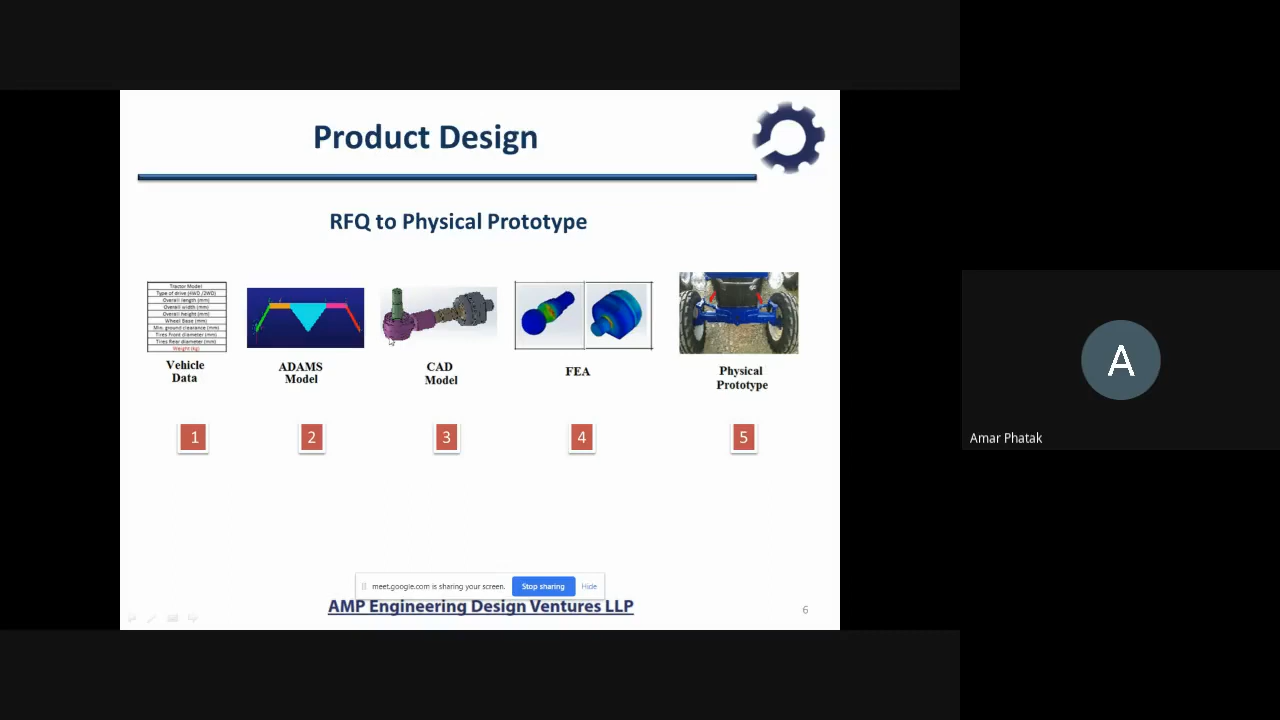 Product Design
RFQ to Physical Prototype
Tractor Model
Type of drive (4WD /2WD)
Overall length (mm)
Overall width (mm)
Overall height (mm)
Wheel Base (mm)
Min. ground clearance (mm)
Tires Front diameter (mm)
Tires Rear diameter (mm)
Weight (kg)
Vehicle
Data
ADAMS
Model
CAD
Model
FEA
Physical
Prototype
1
2
3
4
5
meet.google.com is sharing your screen.
Stop sharing
Hide
AMP Engineering Design Ventures LLP
6
A
Amar Phatak